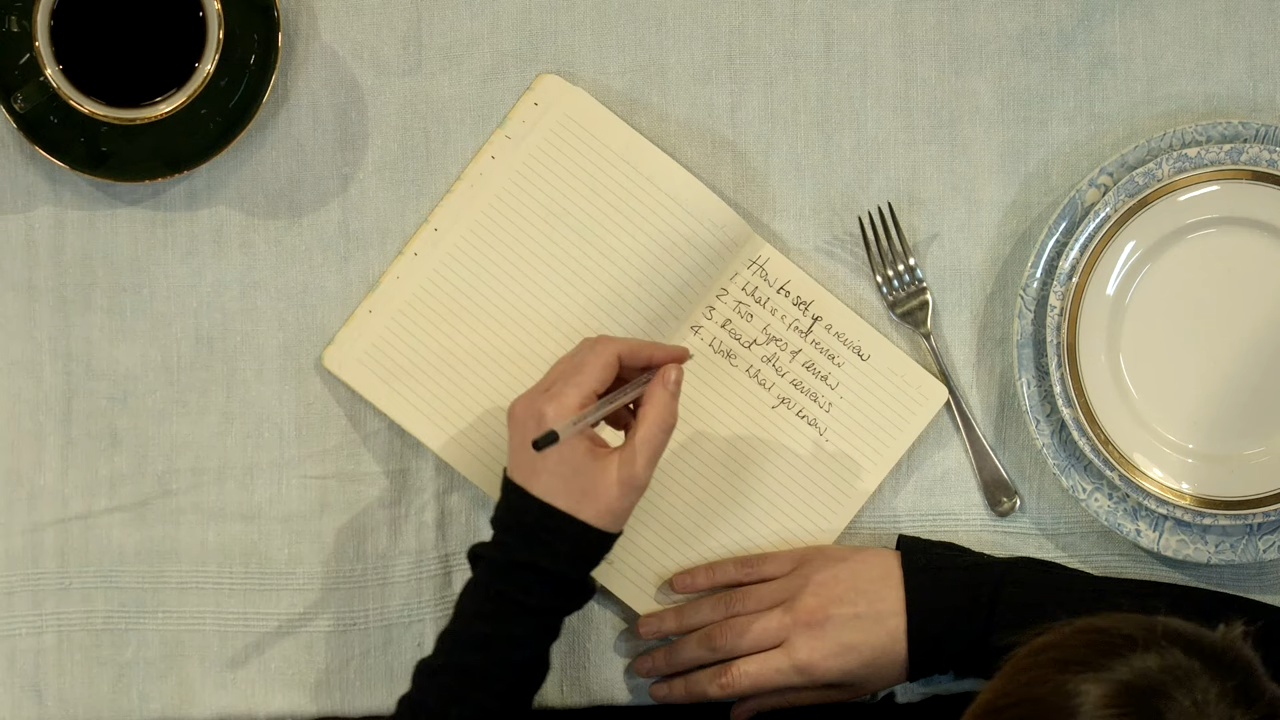 How to set up a review
1. What is a food review
2. Two types of review.
3. Read other reviews
4. Write what you know.